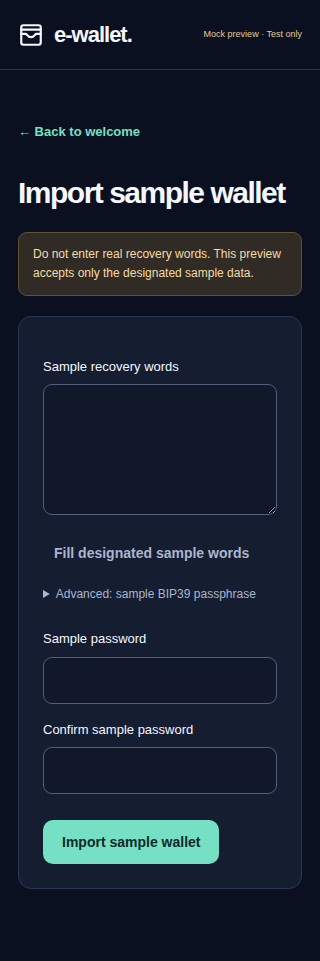 e-wallet.
Mock preview · Test only
← Back to welcome
Import sample wallet
Do not enter real recovery words. This preview
accepts only the designated sample data.
Sample recovery words
Fill designated sample words
▶ Advanced: sample BIP39 passphrase
Sample password
Confirm sample password
Import sample wallet